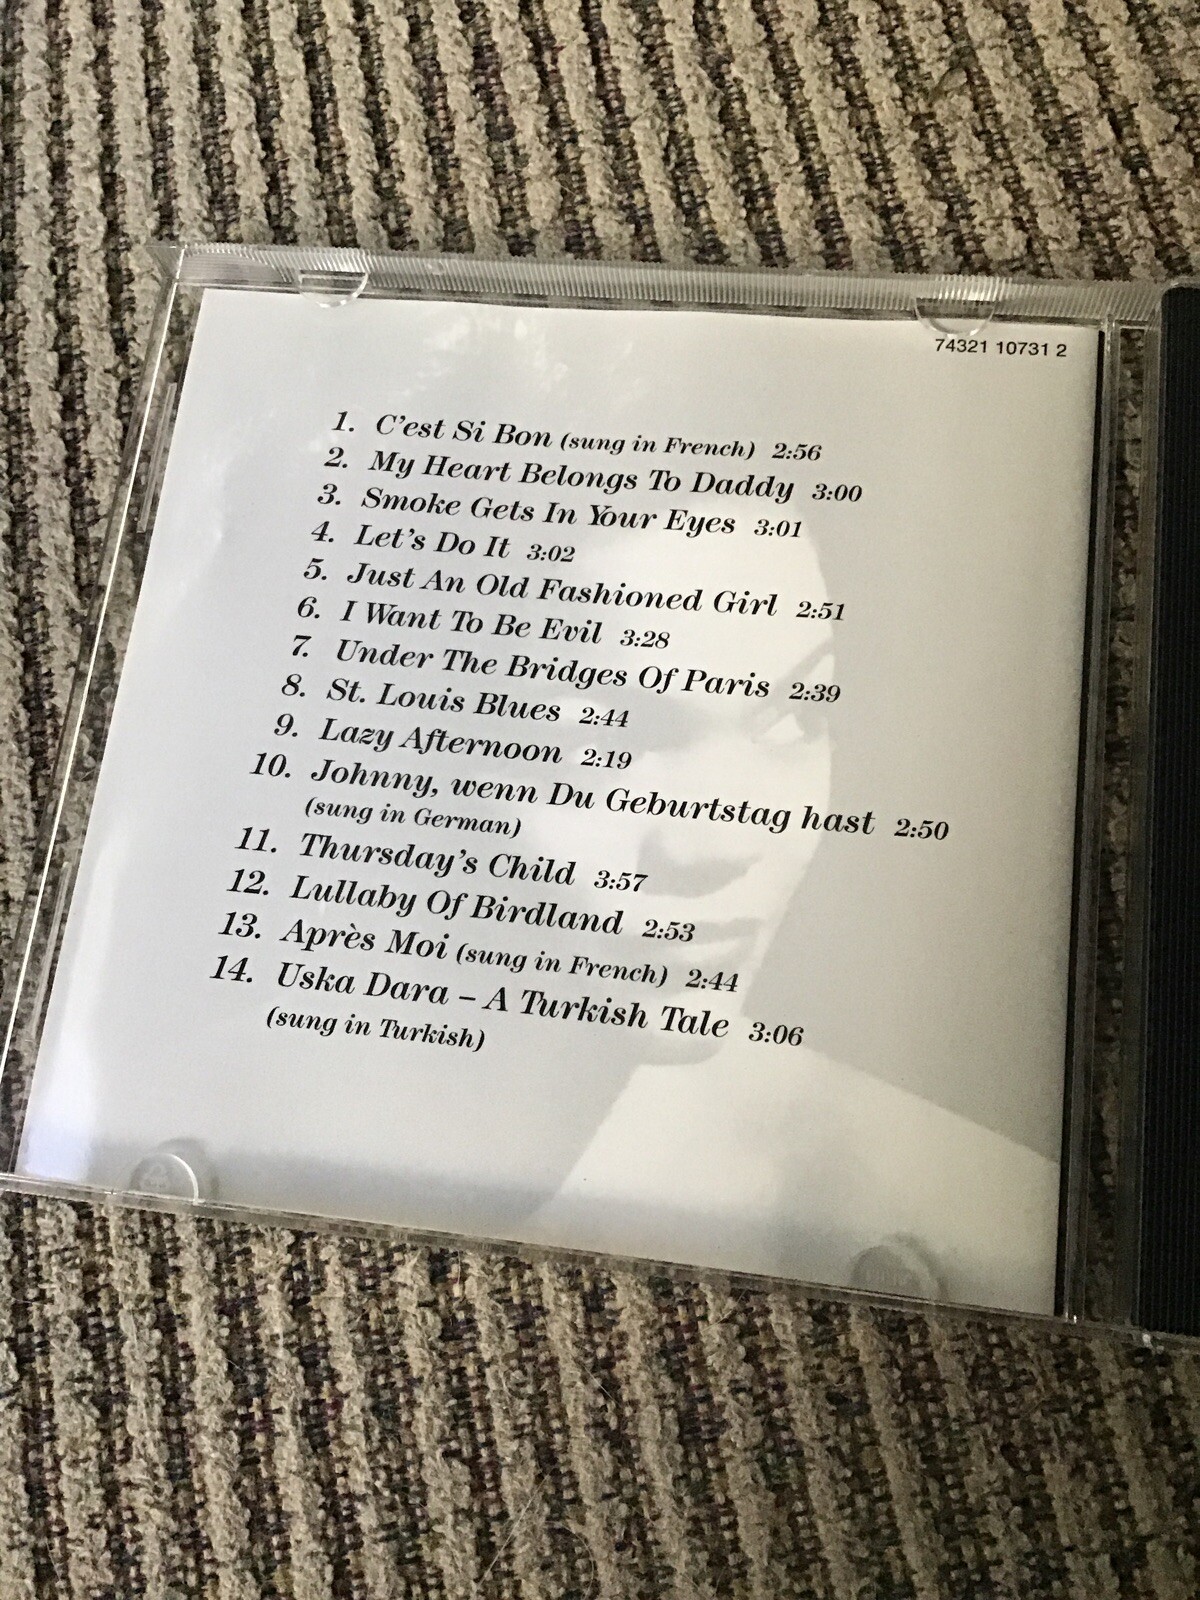 74321 10731 2
1. C'est Si Bon (sung in French) 2:56
2. My Heart Belongs To Daddy 3:00
3. Smoke Gets In Your Eyes 3:01
4. Let's Do It 3:02
5. Just An Old Fashioned Girl 2:51
6. I Want To Be Evil 3:28
7. Under The Bridges Of Paris 2:39
8. St. Louis Blues 2:44
9. Lazy Afternoon 2:19
10. Johnny, wenn Du Geburtstag hast 2:50
(sung in German)
11. Thursday's Child 3:57
12. Lullaby Of Birdland 2:53
13. Après Moi (sung in French) 2:44
14. Uska Dara – A Turkish Tale 3:06
(sung in Turkish)